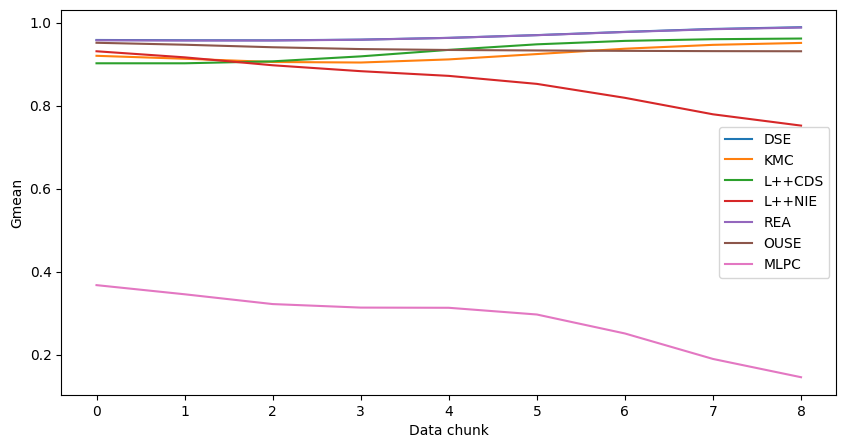 1.0
0.8
0.6
0.4
0.2
Gmean
0 1 2 3 4 5 6 7 8
Data chunk
DSE
KMC
L++CDS
L++NIE
REA
OUSE
MLPC